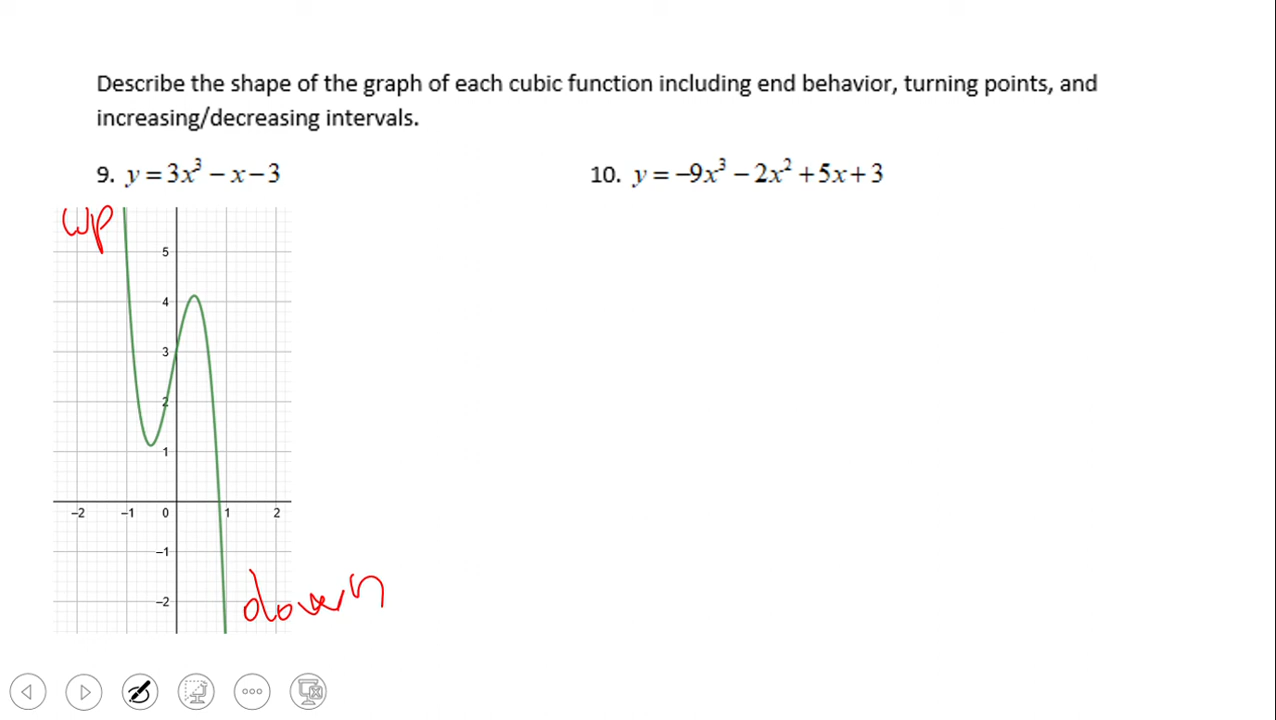 Describe the shape of the graph of each cubic function including end behavior, turning points, and
increasing/decreasing intervals.
9. y = 3x³ − x − 3
10. y = −9x³ − 2x² + 5x + 3
up
5
4
3
2
1
−2 −1 0 1 2
−1
−2
down